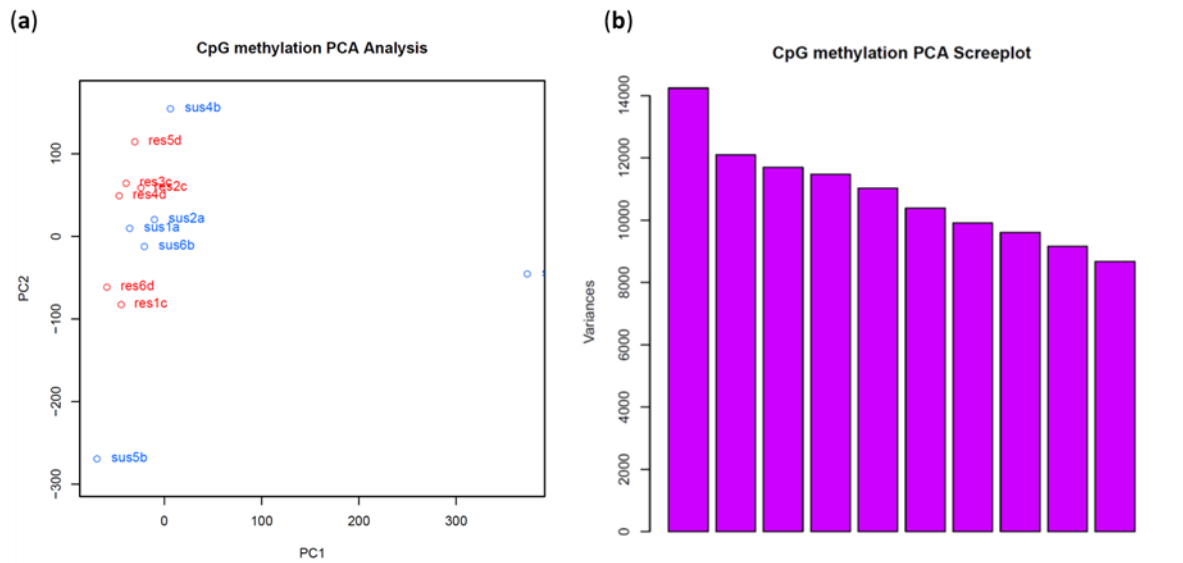 (a)
CpG methylation PCA Analysis
PC2
100
0
−100
−200
−300
sus4b
res5d
res3c
res2c
res4d
sus2a
sus1a
sus6b
res6d
res1c
sus5b
0
100
200
300
PC1
(b)
CpG methylation PCA Screeplot
Variances
14000
12000
10000
8000
6000
4000
2000
0